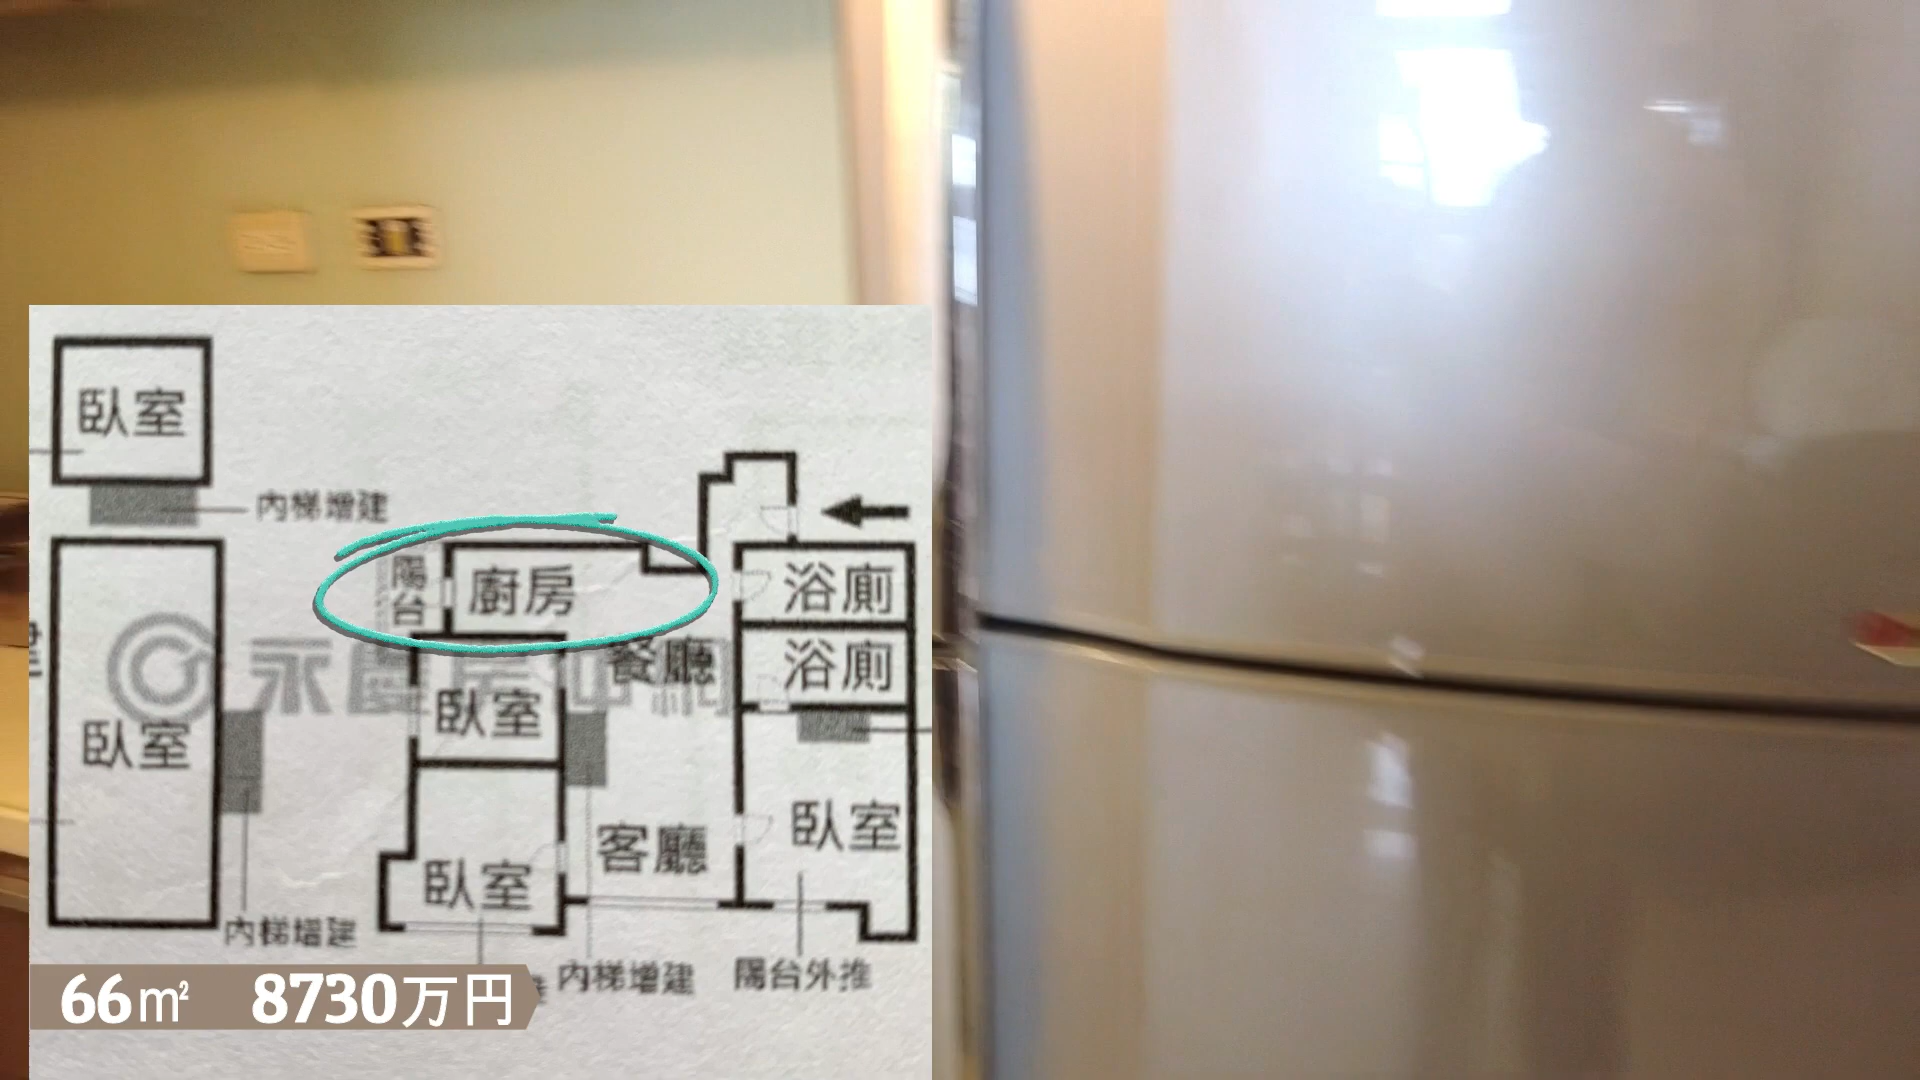 臥室
內梯增建
陽台
廚房
浴廁
餐廳
浴廁
臥室
臥室
臥室
客廳
臥室
內梯增建
內梯增建
陽台外推
66㎡ 8730万円